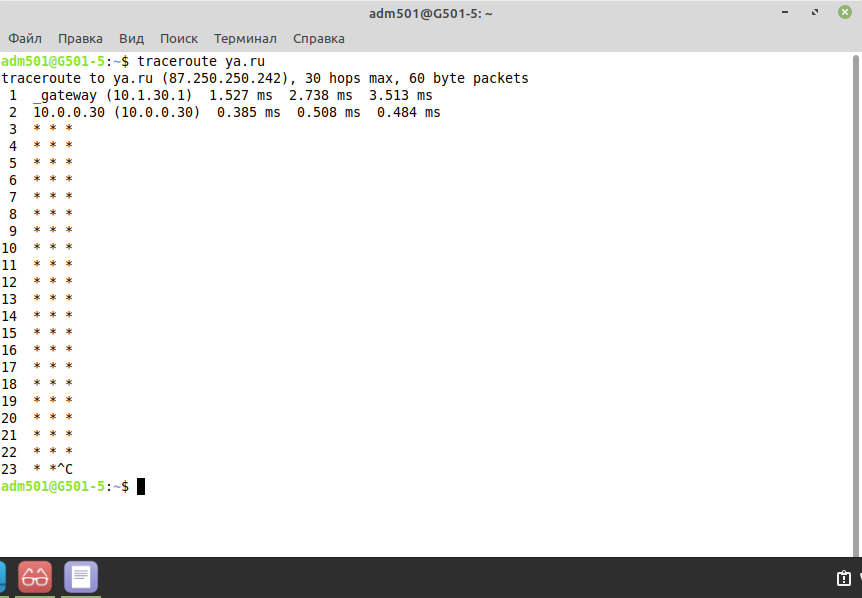 adm501@G501-5: ~
Файл Правка Вид Поиск Терминал Справка
adm501@G501-5:~$ traceroute ya.ru
traceroute to ya.ru (87.250.250.242), 30 hops max, 60 byte packets
 1  _gateway (10.1.30.1)  1.527 ms  2.738 ms  3.513 ms
 2  10.0.0.30 (10.0.0.30)  0.385 ms  0.508 ms  0.484 ms
 3  * * *
 4  * * *
 5  * * *
 6  * * *
 7  * * *
 8  * * *
 9  * * *
10  * * *
11  * * *
12  * * *
13  * * *
14  * * *
15  * * *
16  * * *
17  * * *
18  * * *
19  * * *
20  * * *
21  * * *
22  * * *
23  * *^C
adm501@G501-5:~$